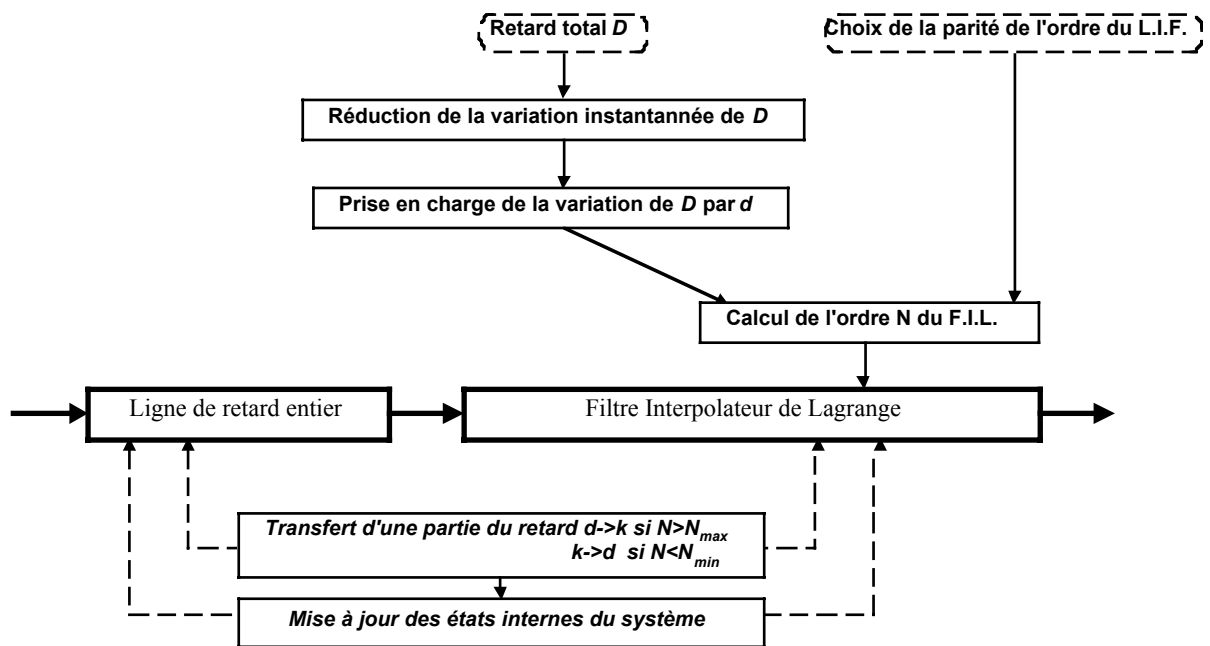 Retard total D
Choix de la parité de l'ordre du L.I.F.
Réduction de la variation instantannée de D
Prise en charge de la variation de D par d
Calcul de l'ordre N du F.I.L.
Ligne de retard entier
Filtre Interpolateur de Lagrange
Transfert d'une partie du retard d->k si N>Nmax
k->d si N<Nmin
Mise à jour des états internes du système